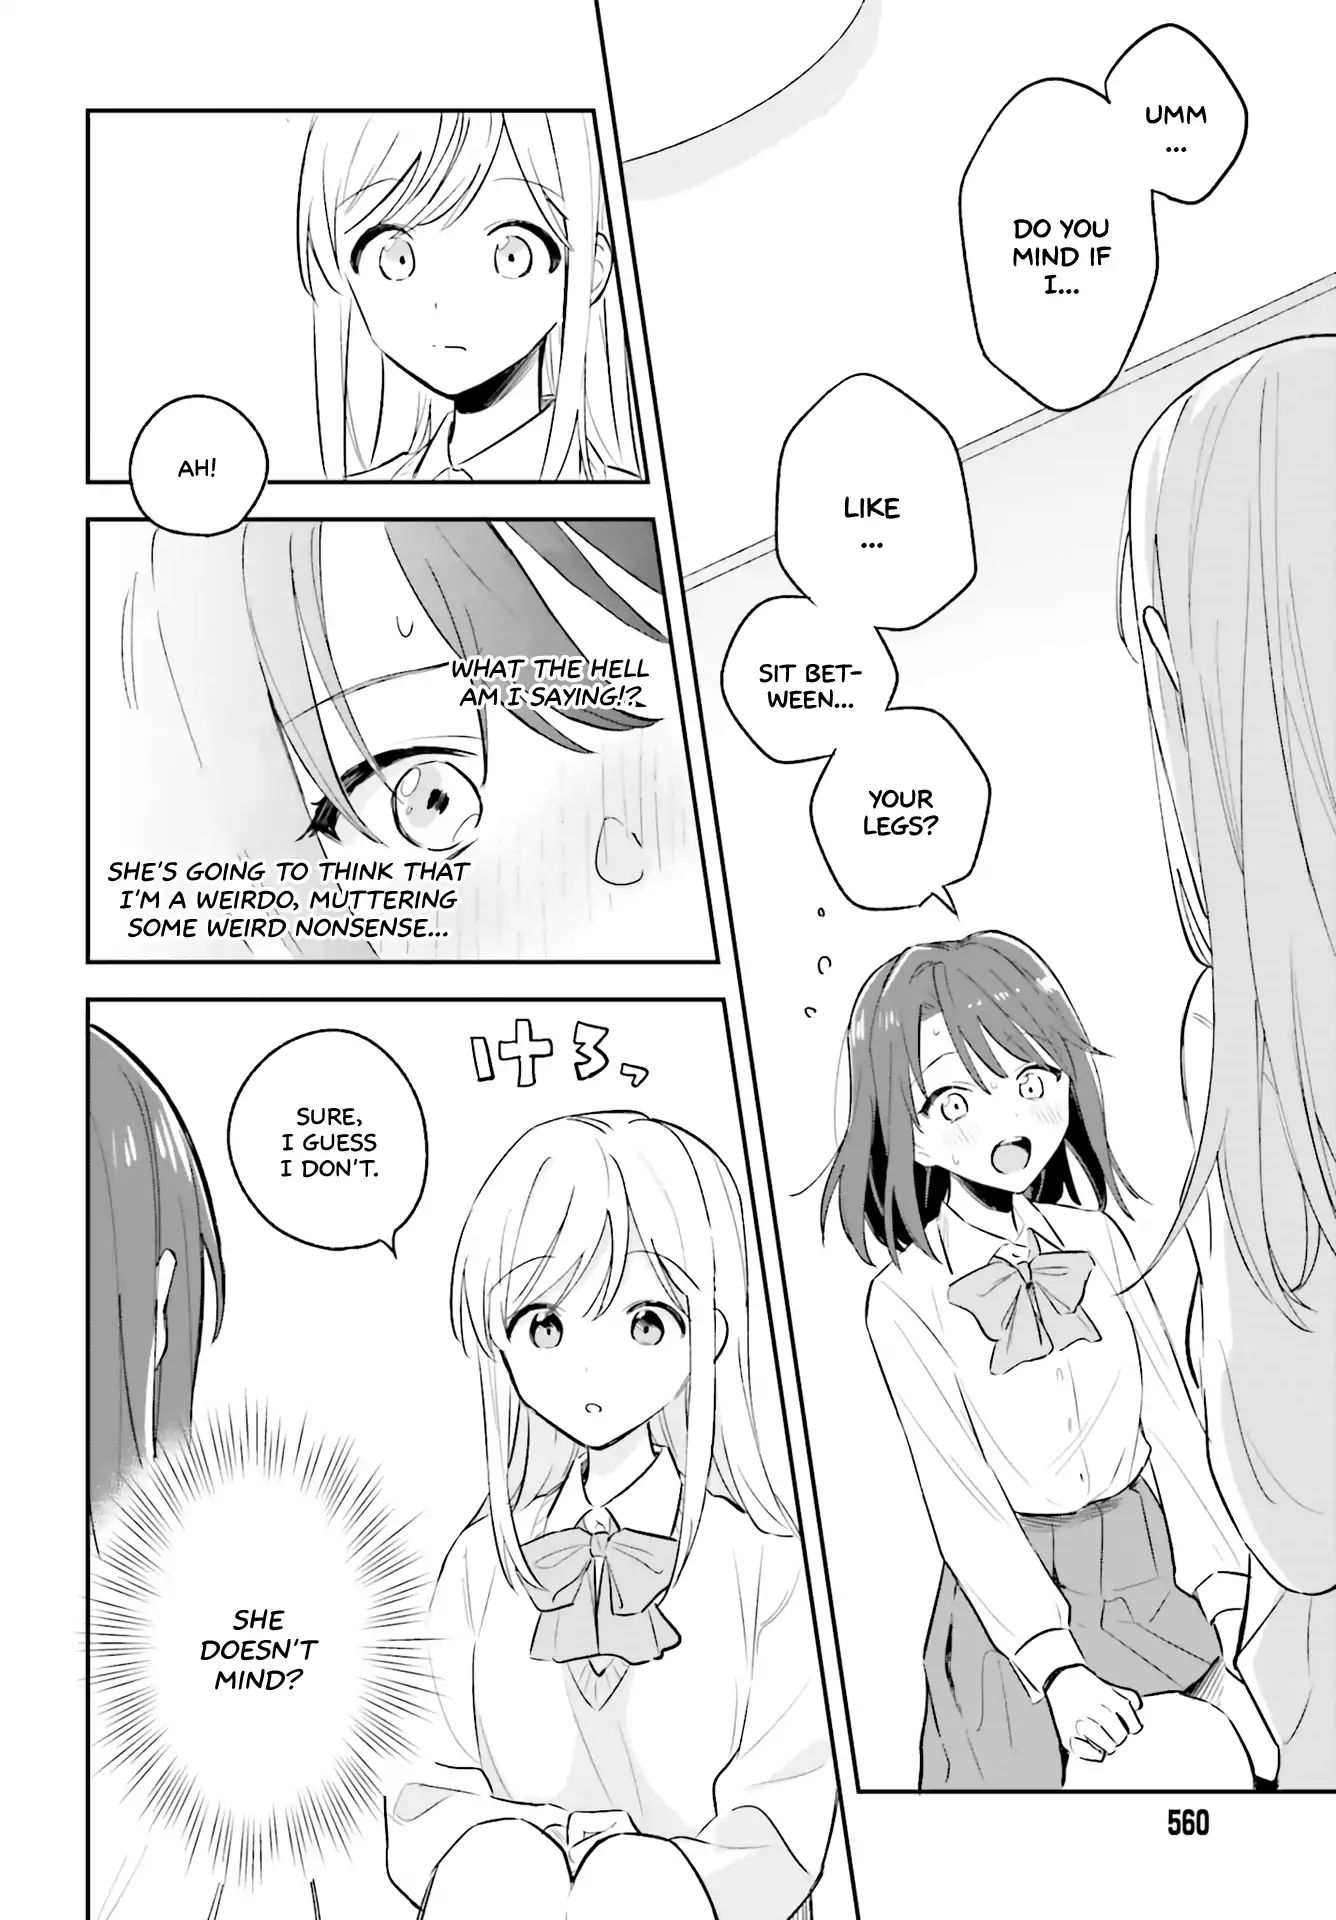 UMM
...
DO YOU
MIND IF
I...
LIKE
...
SIT BET-
WEEN...
YOUR
LEGS?
AH!
WHAT THE HELL
AM I SAYING!?
SHE'S GOING TO THINK THAT
I'M A WEIRDO, MUTTERING
SOME WEIRD NONSENSE...
けろっ
SURE,
I GUESS
I DON'T.
SHE
DOESN'T
MIND?
560